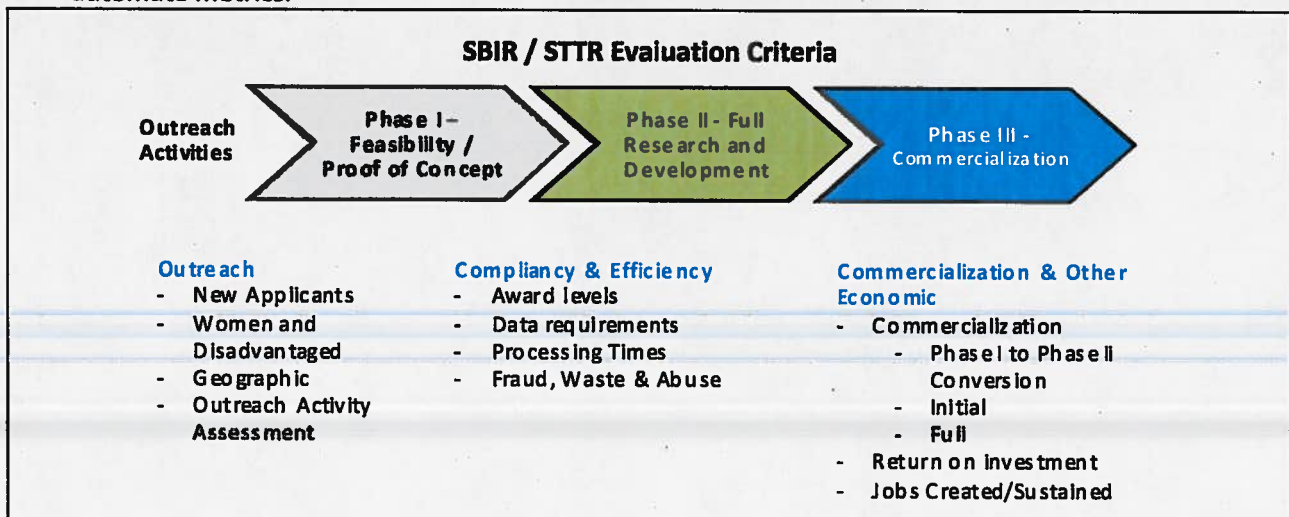 SBIR / STTR Evaluation Criteria
Outreach
Activities
Phase I–
Feasibility /
Proof of Concept
Phase II - Full
Research and
Development
Phase III -
Commercialization
Outreach
- New Applicants
- Women and
Disadvantaged
- Geographic
- Outreach Activity
Assessment
Compliancy & Efficiency
- Award levels
- Data requirements
- Processing Times
- Fraud, Waste & Abuse
Commercialization & Other
Economic
- Commercialization
- Phase I to Phase II
Conversion
- Initial
- Full
- Return on Investment
- Jobs Created/Sustained